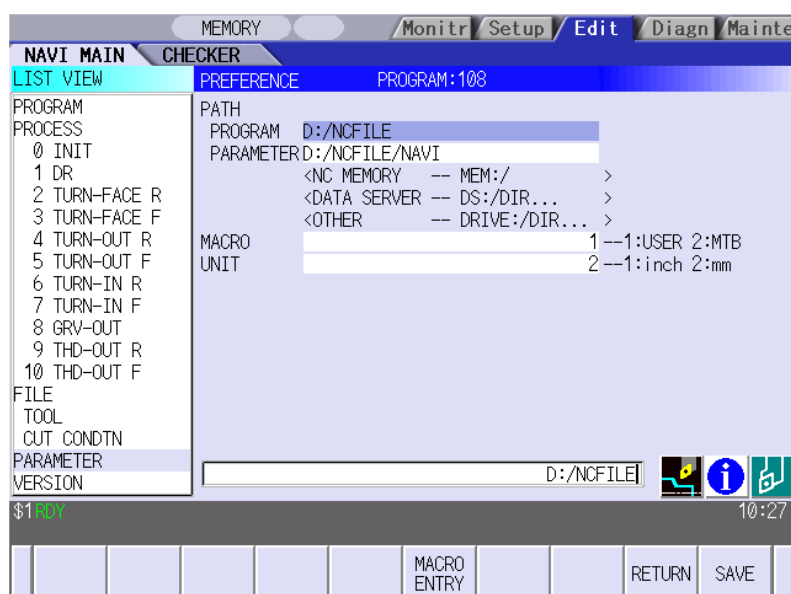 MEMORY Monitr Setup Edit Diagn Mainte
NAVI MAIN CHECKER
LIST VIEW PREFERENCE PROGRAM:108
PROGRAM
PROCESS
0 INIT
1 DR
2 TURN-FACE R
3 TURN-FACE F
4 TURN-OUT R
5 TURN-OUT F
6 TURN-IN R
7 TURN-IN F
8 GRV-OUT
9 THD-OUT R
10 THD-OUT F
FILE
TOOL
CUT CONDTN
PARAMETER
VERSION
PATH
PROGRAM D:/NCFILE
PARAMETER D:/NCFILE/NAVI
<NC MEMORY -- MEM:/ >
<DATA SERVER -- DS:/DIR... >
<OTHER -- DRIVE:/DIR... >
MACRO 1 --1:USER 2:MTB
UNIT 2 --1:inch 2:mm
D:/NCFILE
$1 RDY 10:27
MACRO
ENTRY
RETURN SAVE